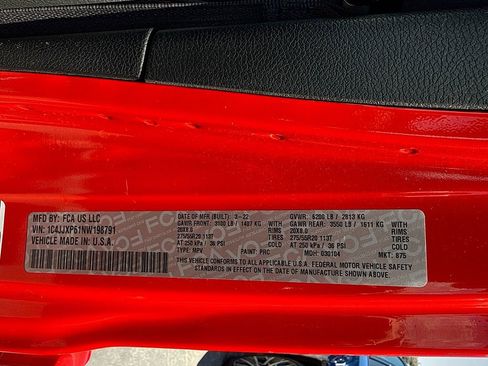 MFD BY: FCA US LLC
VIN: 1C4JJXP61NW198791
VEHICLE MADE IN U.S.A.
DATE OF MFR (BUILT): 3-22
GVWR: 6200 LB / 2813 KG
GAWR FRONT: 3100 LB / 1407 KG
GAWR REAR: 3550 LB / 1611 KG
20X8.0
20X8.0
RIMS
TIRES
RIMS
TIRES
275/55R20 113T
275/55R20 113T
AT 250 kPa / 36 PSI
AT 250 kPa / 36 PSI
TYPE: MPV
PAINT: PRC
MDH: 030104
MKT: 875
THIS VEHICLE CONFORMS TO ALL APPLICABLE U.S.A. FEDERAL MOTOR VEHICLE SAFETY
STANDARDS IN EFFECT ON THE DATE OF MANUFACTURE SHOWN ABOVE